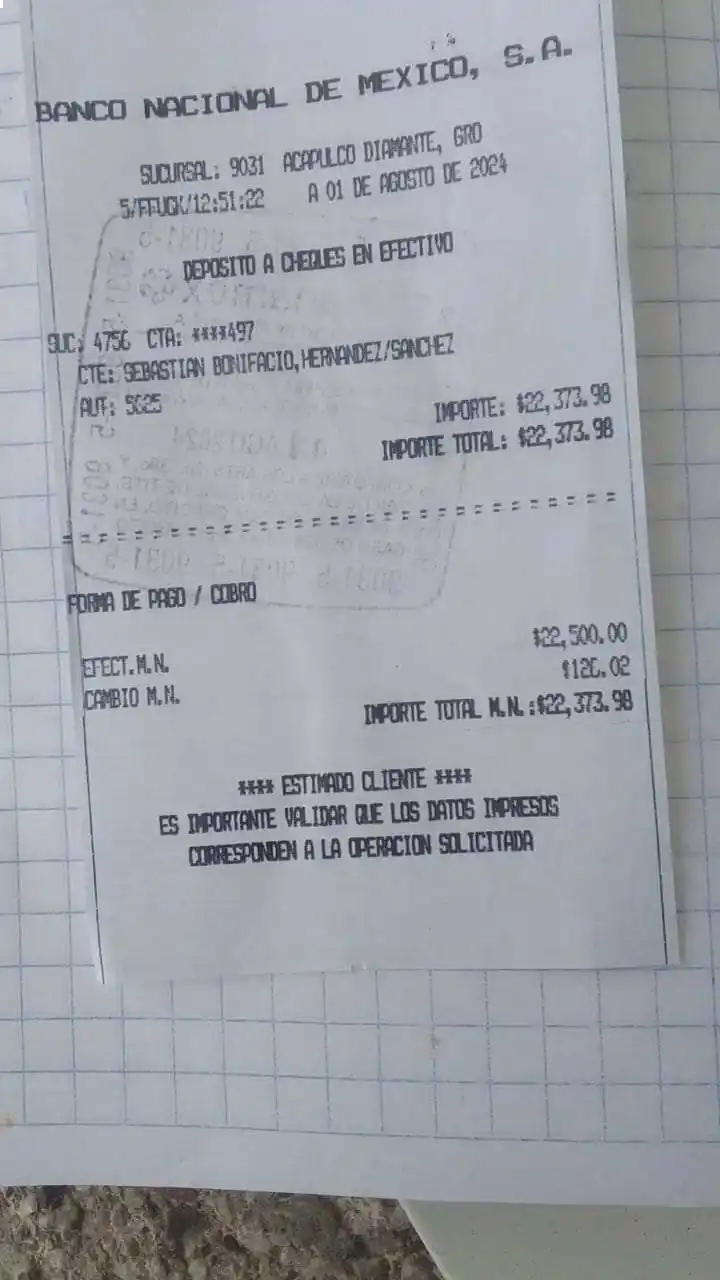 BANCO NACIONAL DE MEXICO, S.A.
SUCURSAL: 9031 ACAPULCO DIAMANTE, GRO
5/FFUGK/12:51:22 A 01 DE AGOSTO DE 2024
DEPOSITO A CHEQUES EN EFECTIVO
SUC: 4756 CTA: ****497
CTE: SEBASTIAN BONIFACIO,HERNANDEZ/SANCHEZ
AUT:
IMPORTE: $22,373.98
IMPORTE TOTAL: $22,373.98
FORMA DE PAGO / COBRO
EFECT.M.N. $22,500.00
CAMBIO M.N. $126.02
IMPORTE TOTAL M.N.:$22,373.98
**** ESTIMADO CLIENTE ****
ES IMPORTANTE VALIDAR QUE LOS DATOS IMPRESOS
CORRESPONDEN A LA OPERACION SOLICITADA